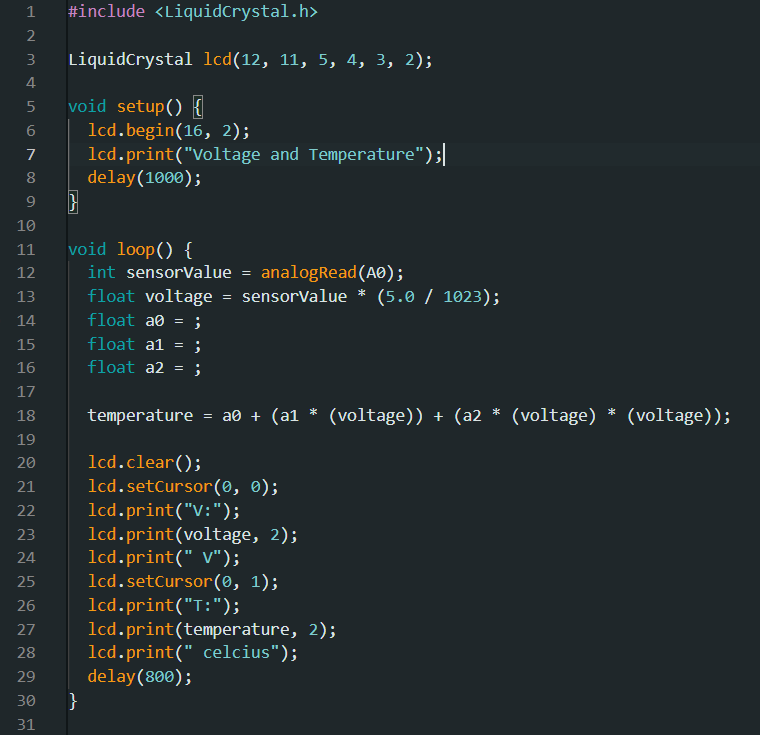 1 #include <LiquidCrystal.h>
2
3 LiquidCrystal lcd(12, 11, 5, 4, 3, 2);
4
5 void setup() {
6   lcd.begin(16, 2);
7   lcd.print("Voltage and Temperature");
8   delay(1000);
9 }
10
11 void loop() {
12   int sensorValue = analogRead(A0);
13   float voltage = sensorValue * (5.0 / 1023);
14   float a0 = ;
15   float a1 = ;
16   float a2 = ;
17
18   temperature = a0 + (a1 * (voltage)) + (a2 * (voltage) * (voltage));
19
20   lcd.clear();
21   lcd.setCursor(0, 0);
22   lcd.print("V:");
23   lcd.print(voltage, 2);
24   lcd.print(" V");
25   lcd.setCursor(0, 1);
26   lcd.print("T:");
27   lcd.print(temperature, 2);
28   lcd.print(" celcius");
29   delay(800);
30 }
31